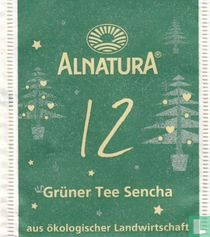 ALNATURA®
12
Grüner Tee Sencha
aus ökologischer Landwirtschaft